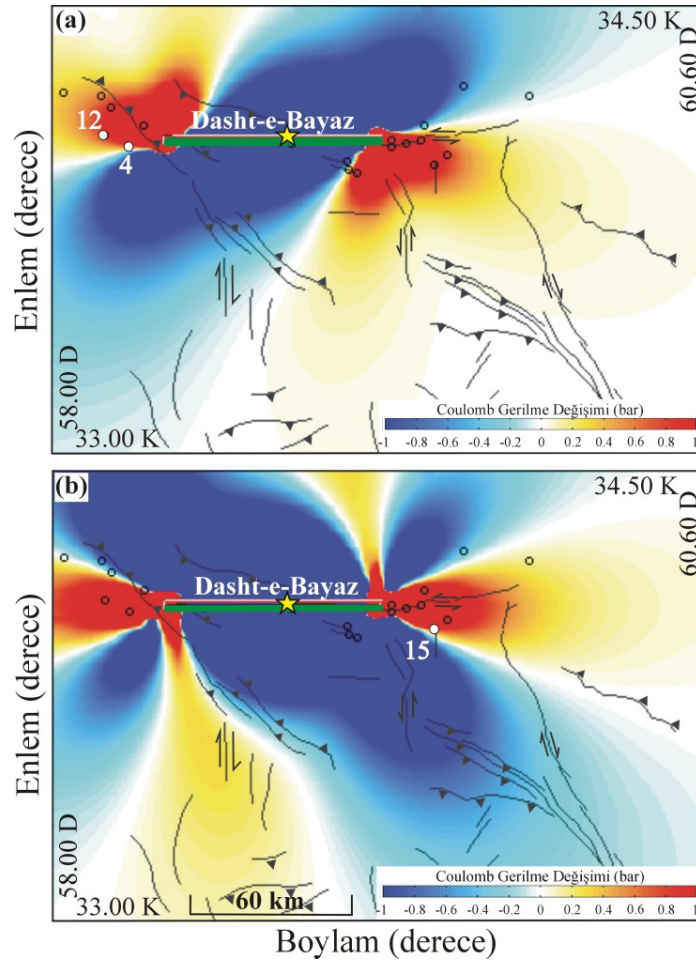 (a)
34.50 K
60.60 D
12
4
Dasht-e-Bayaz
Enlem (derece)
58.00 D
33.00 K
Coulomb Gerilme Değişimi (bar)
-1 -0.8 -0.6 -0.4 -0.2 0 0.2 0.4 0.6 0.8 1
(b)
34.50 K
60.60 D
Dasht-e-Bayaz
15
Enlem (derece)
58.00 D
33.00 K
60 km
Coulomb Gerilme Değişimi (bar)
-1 -0.8 -0.6 -0.4 -0.2 0 0.2 0.4 0.6 0.8 1
Boylam (derece)